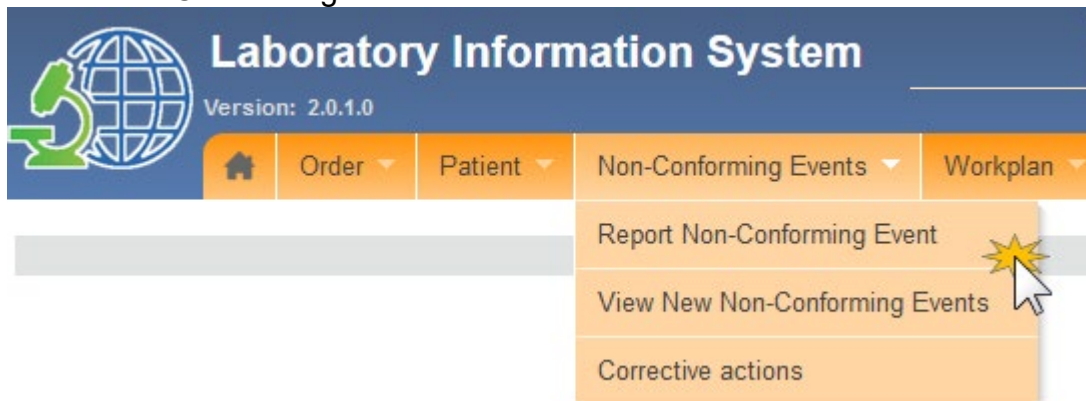 Laboratory Information System
Version: 2.0.1.0
Order Patient Non-Conforming Events Workplan
Report Non-Conforming Event
View New Non-Conforming Events
Corrective actions